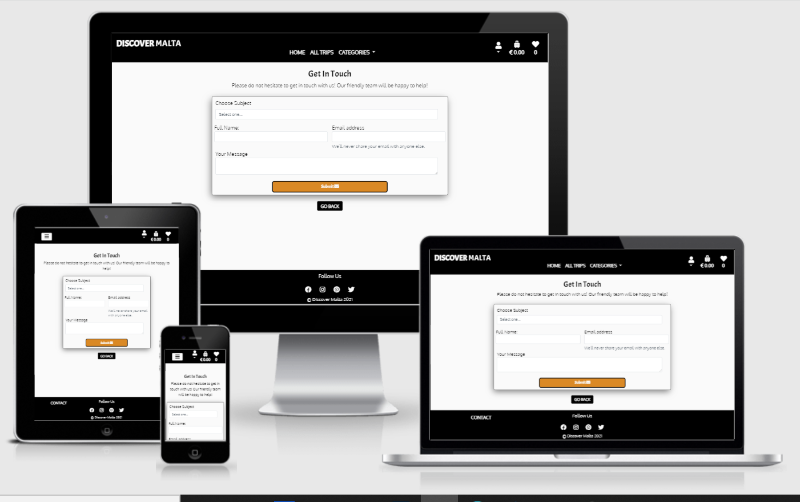 DISCOVER MALTA
HOME ALL TRIPS CATEGORIES
€ 0.00 0
Get In Touch
Please do not hesitate to get in touch with us! Our friendly team will be happy to help!
Choose Subject
Select one...
Full Name: Email address
We'll never share your email with anyone else.
Your Message
Submit
GO BACK
Follow Us
© Discover Malta 2021
€ 0.00 0
Get In Touch
Please do not hesitate to get in touch with us! Our friendly team will be happy to
help!
Choose Subject
Select one...
Full Name: Email address
We'll never share your email
with anyone else.
Your Message
Submit
GO BACK
CONTACT Follow Us
© Discover Malta 2021
€ 0.00 0
Get In Touch
Please do not hesitate to get in
touch with us! Our friendly team
will be happy to help!
Choose Subject
Select one...
Full Name:
Email address
DISCOVER MALTA
HOME ALL TRIPS CATEGORIES
€ 0.00 0
Get In Touch
Please do not hesitate to get in touch with us! Our friendly team will be happy to help!
Choose Subject
Select one...
Full Name: Email address
We'll never share your email with anyone else.
Your Message
Submit
GO BACK
CONTACT Follow Us
© Discover Malta 2021